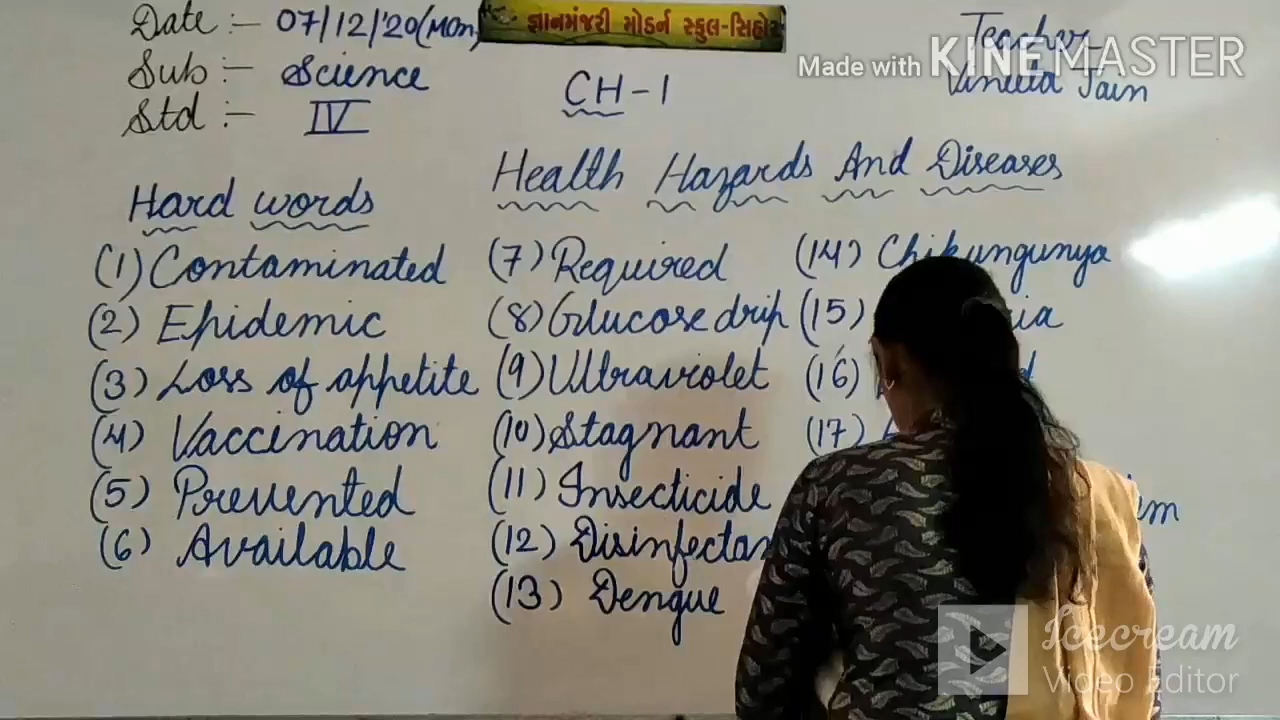 Date :- 07/12/'20(Mon)
Sub :- Science
Std :- IV
જ્ઞાનમંજરી મોડર્ન સ્કુલ-સિહોર
CH-1
Teacher-
Vinita Jain
Made with KINEMASTER
Health Hazards And Diseases
Hard words
(1) Contaminated
(2) Epidemic
(3) Loss of appetite
(4) Vaccination
(5) Prevented
(6) Available
(7) Required
(8) Glucose drip
(9) Ultraviolet
(10) Stagnant
(11) Insecticide
(12) Disinfectan
(13) Dengue
(14) Chikungunya
(15)
(16)
(17)
Icecream
Video Editor